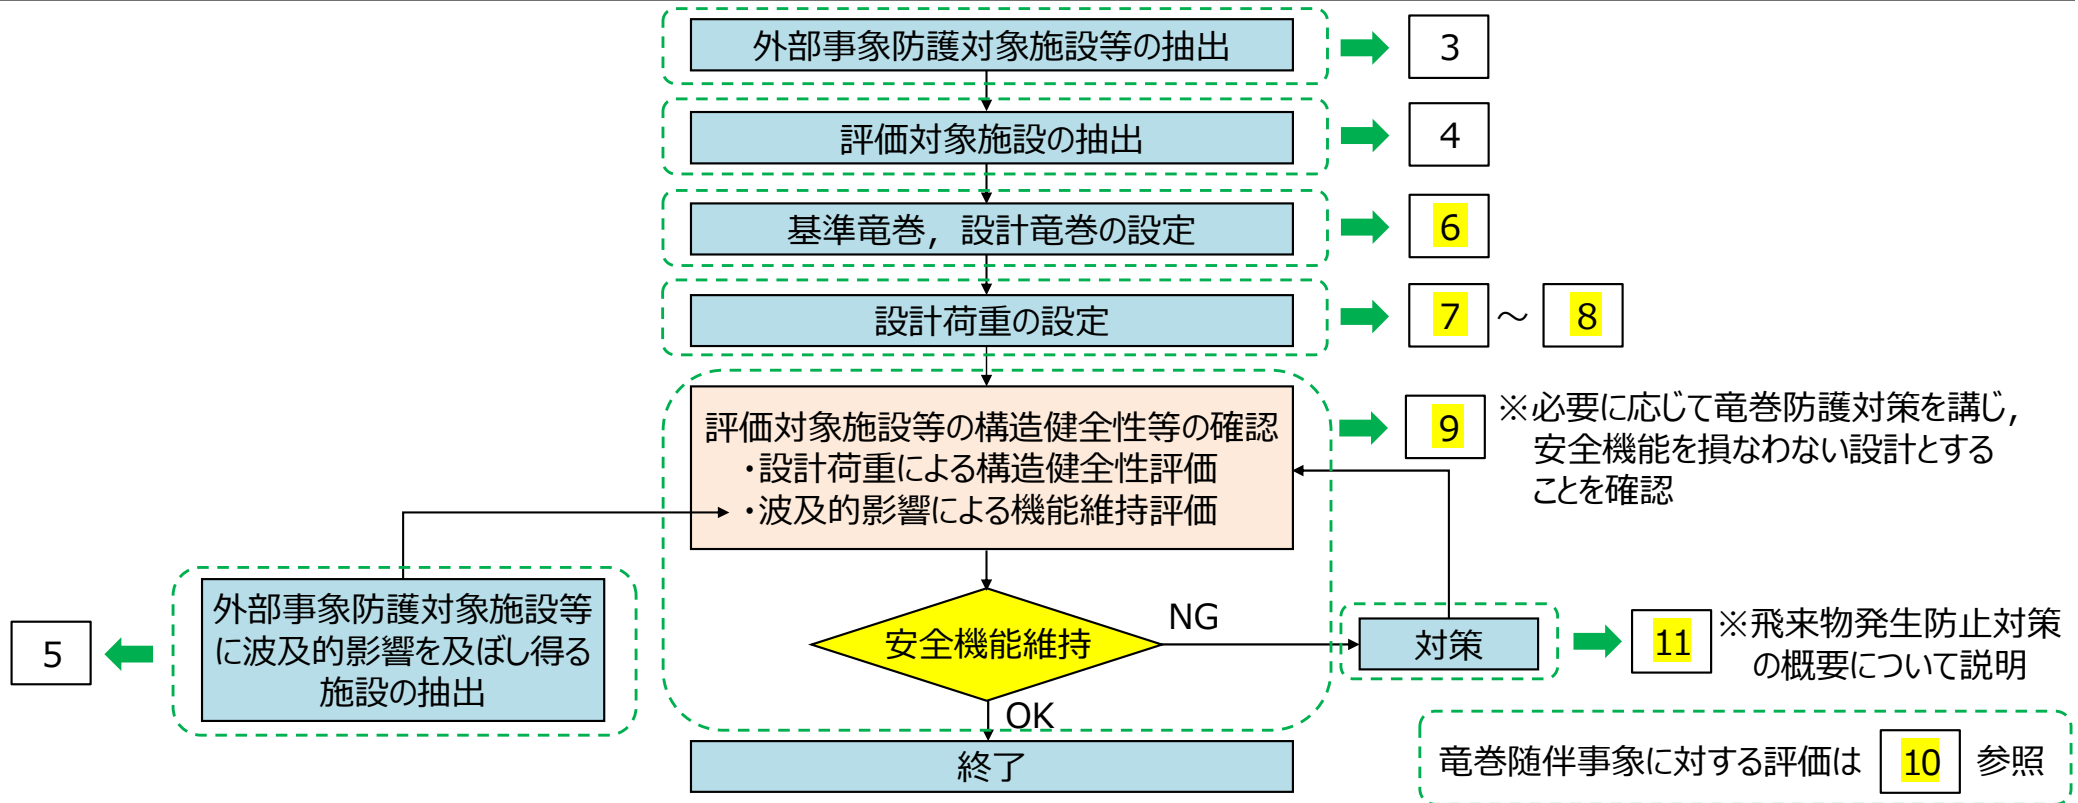 外部事象防護対象施設等の抽出
3
評価対象施設の抽出
4
基準竜巻，設計竜巻の設定
6
設計荷重の設定
7 ～ 8
評価対象施設等の構造健全性等の確認
・設計荷重による構造健全性評価
・波及的影響による機能維持評価
9
※必要に応じて竜巻防護対策を講じ，
安全機能を損なわない設計とする
ことを確認
外部事象防護対象施設等
に波及的影響を及ぼし得る
施設の抽出
5
安全機能維持
NG
対策
11
※飛来物発生防止対策
の概要について説明
OK
終了
竜巻随伴事象に対する評価は 10 参照